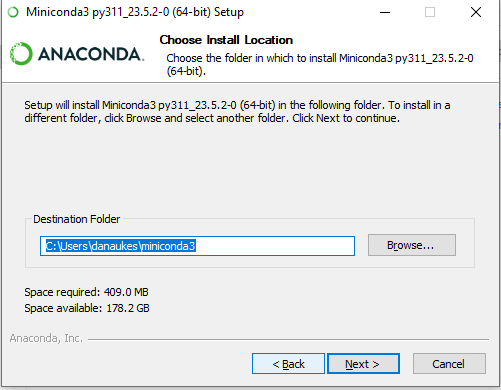 Miniconda3 py311_23.5.2-0 (64-bit) Setup
ANACONDA.
Choose Install Location
Choose the folder in which to install Miniconda3 py311_23.5.2-0
(64-bit).
Setup will install Miniconda3 py311_23.5.2-0 (64-bit) in the following folder. To install in a
different folder, click Browse and select another folder. Click Next to continue.
Destination Folder
C:\Users\danaukes\miniconda3
Browse...
Space required: 409.0 MB
Space available: 178.2 GB
Anaconda, Inc.
< Back
Next >
Cancel